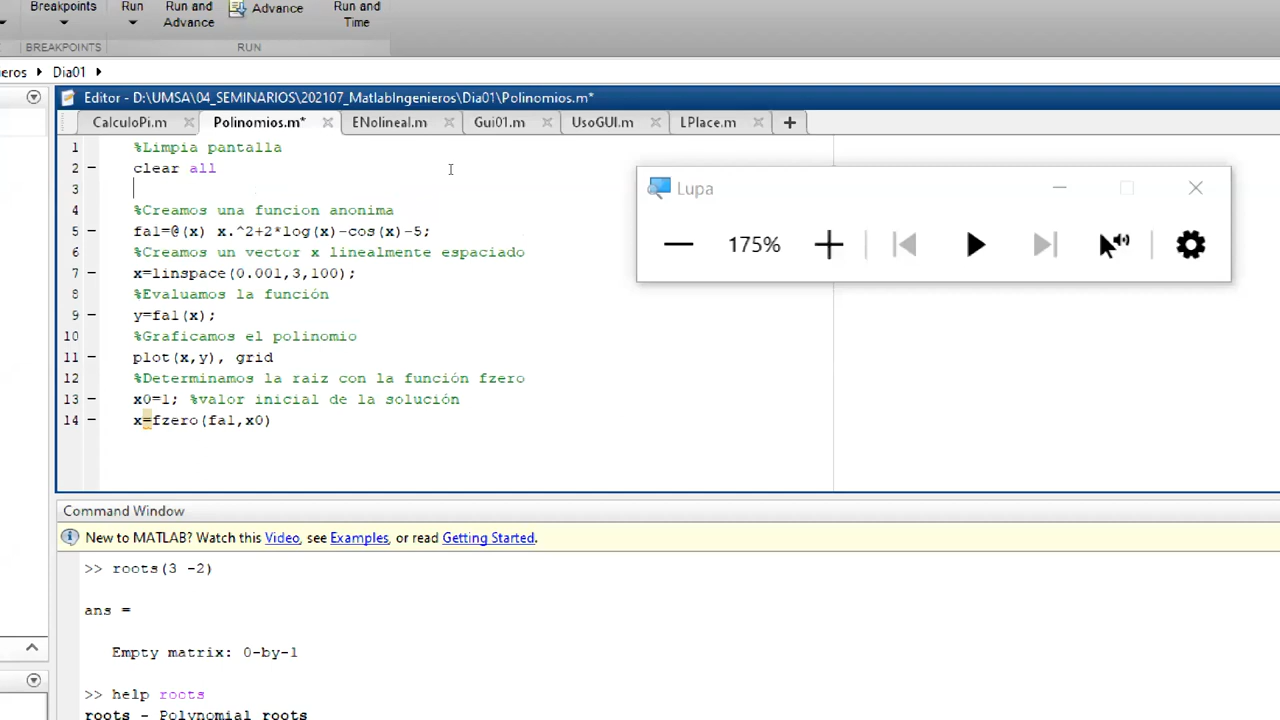 Breakpoints
Run
Run and
Advance
Advance
Run and
Time
BREAKPOINTS
RUN
eros
Dia01
Editor - D:\UMSA\04_SEMINARIOS\202107_MatlabIngenieros\Dia01\Polinomios.m*
CalculoPi.m
Polinomios.m*
ENolineal.m
Gui01.m
UsoGUI.m
LPlace.m
1 %Limpia pantalla
2 clear all
3
4 %Creamos una funcion anonima
5 fa1=@(x) x.^2+2*log(x)-cos(x)-5;
6 %Creamos un vector x linealmente espaciado
7 x=linspace(0.001,3,100);
8 %Evaluamos la función
9 y=fa1(x);
10 %Graficamos el polinomio
11 plot(x,y), grid
12 %Determinamos la raiz con la función fzero
13 x0=1; %valor inicial de la solución
14 x=fzero(fa1,x0)
Lupa
175%
Command Window
New to MATLAB? Watch this Video, see Examples, or read Getting Started.
>> roots(3 -2)
ans =
Empty matrix: 0-by-1
>> help roots
roots - Polynomial roots